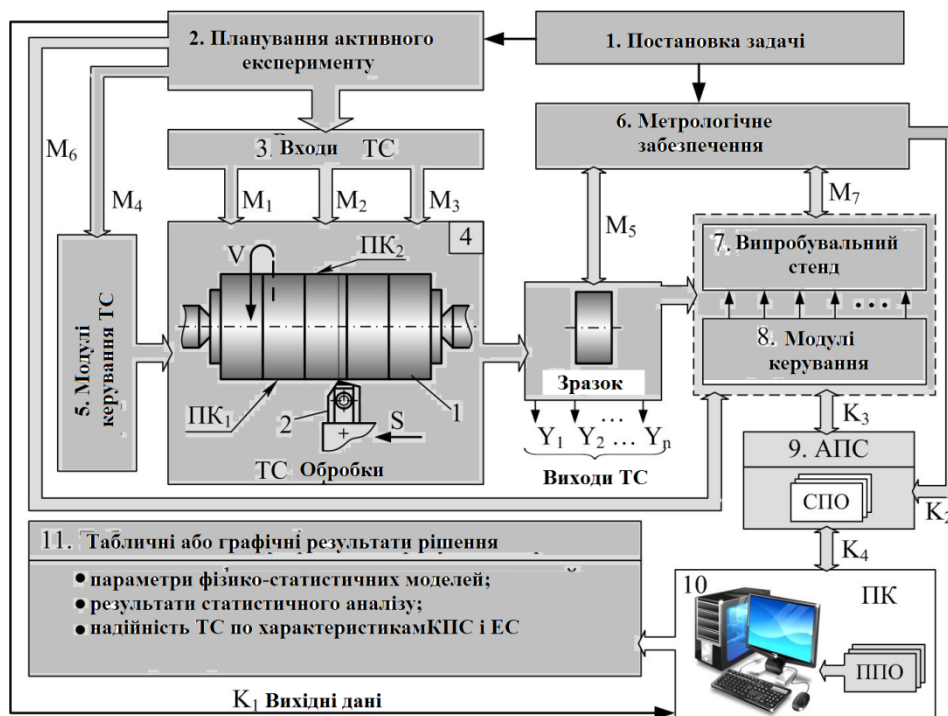 2. Планування активного
експерименту
1. Постановка задачі
6. Метрологічне
забезпечення
3. Входи ТС
M6
M4
M1
M2
M3
M5
M7
4
V
ПК2
ПК1
2
S
1
ТС Обробки
5. Модулі
керування ТС
Зразок
Y1 Y2 … Yn
Виходи ТС
7. Випробувальний
стенд
8. Модулі
керування
K3
9. АПС
СПО
K2
K4
11. Табличні або графічні результати рішення
● параметри фізико-статистичних моделей;
● результати статистичного аналізу;
● надійність ТС по характеристикамКПС і ЕС
10
ПК
ППО
K1 Вихідні дані